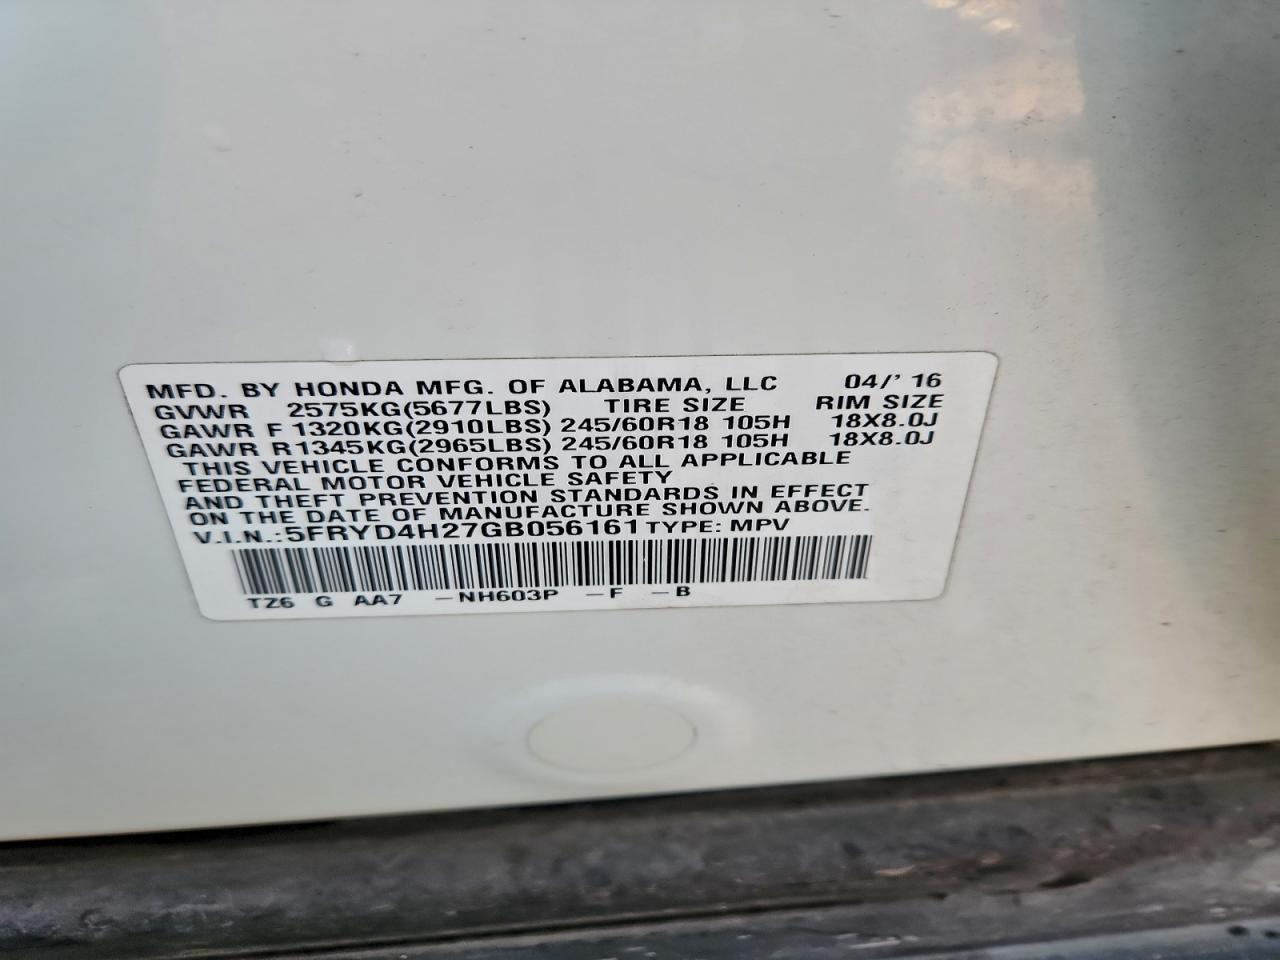 MFD. BY HONDA MFG. OF ALABAMA, LLC 04/' 16
GVWR 2575KG(5677LBS) TIRE SIZE RIM SIZE
GAWR F 1320KG(2910LBS) 245/60R18 105H 18X8.0J
GAWR R 1345KG(2965LBS) 245/60R18 105H 18X8.0J
THIS VEHICLE CONFORMS TO ALL APPLICABLE
FEDERAL MOTOR VEHICLE SAFETY
AND THEFT PREVENTION STANDARDS IN EFFECT
ON THE DATE OF MANUFACTURE SHOWN ABOVE.
V.I.N.: 5FRYD4H27GB056161 TYPE: MPV
TZ6 G AA7 -NH603P -F -B